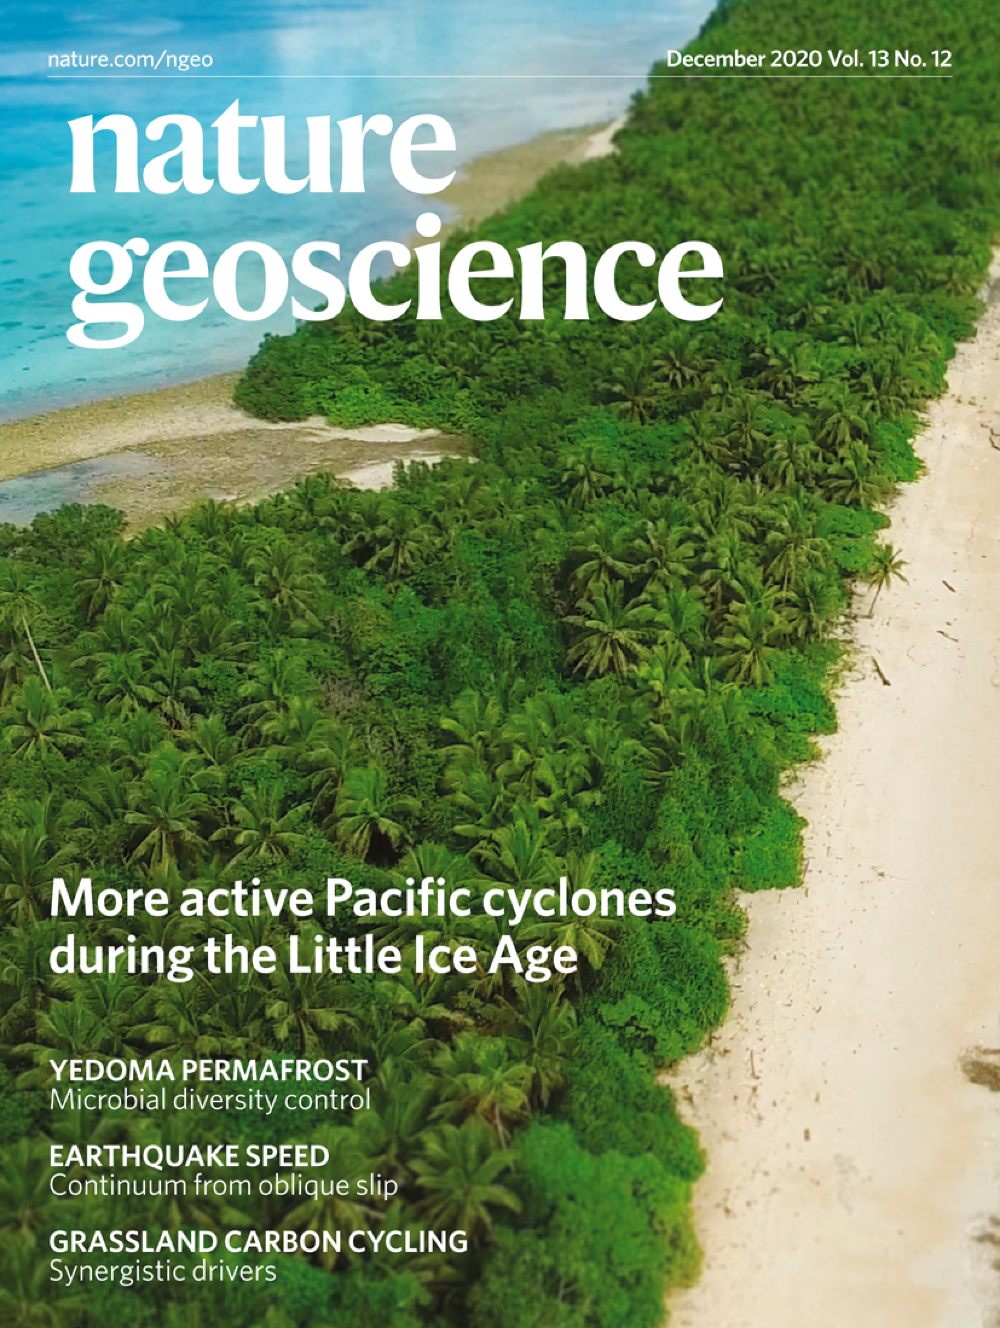 nature.com/ngeo
December 2020 Vol. 13 No. 12
nature
geoscience
More active Pacific cyclones
during the Little Ice Age
YEDOMA PERMAFROST
Microbial diversity control
EARTHQUAKE SPEED
Continuum from oblique slip
GRASSLAND CARBON CYCLING
Synergistic drivers